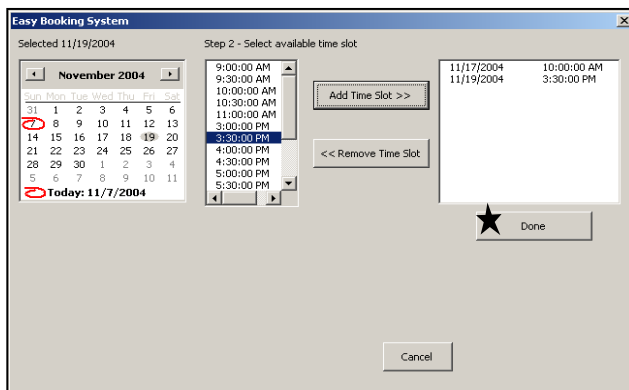 Easy Booking System
Selected 11/19/2004
Step 2 - Select available time slot
November 2004
Sun Mon Tue Wed Thu Fri Sat
31 1 2 3 4 5 6
7 8 9 10 11 12 13
14 15 16 17 18 19 20
21 22 23 24 25 26 27
28 29 30 1 2 3 4
5 6 7 8 9 10 11
Today: 11/7/2004
9:00:00 AM
9:30:00 AM
10:00:00 AM
10:30:00 AM
11:00:00 AM
3:00:00 PM
3:30:00 PM
4:00:00 PM
4:30:00 PM
5:00:00 PM
5:30:00 PM
Add Time Slot >>
<< Remove Time Slot
11/17/2004 10:00:00 AM
11/19/2004 3:30:00 PM
Done
Cancel